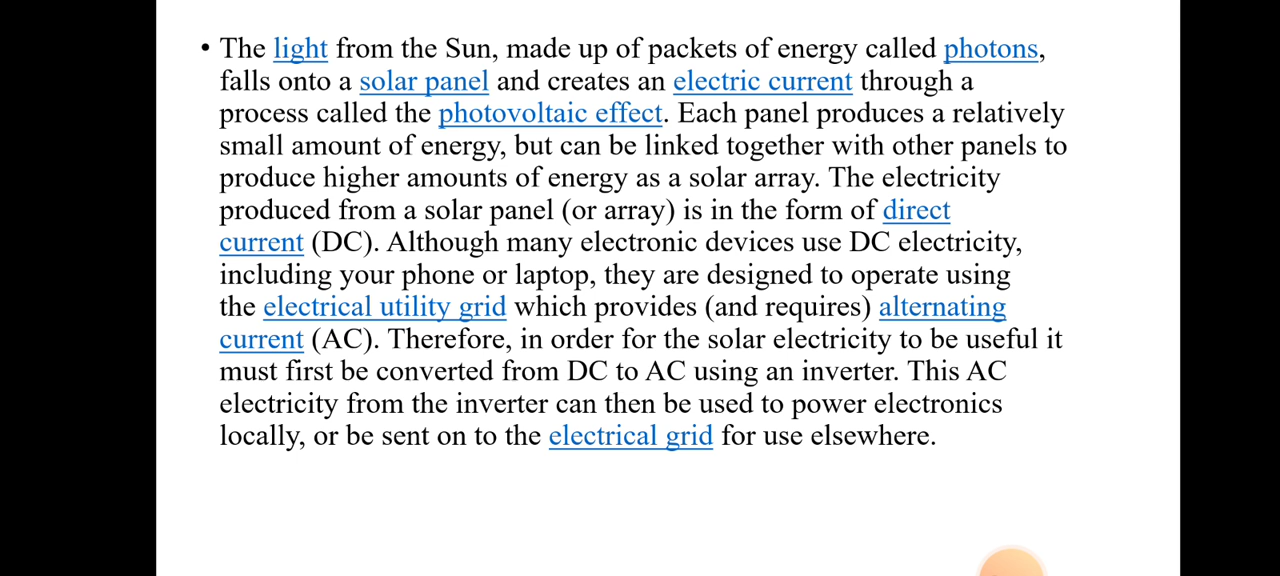 • The light from the Sun, made up of packets of energy called photons,
falls onto a solar panel and creates an electric current through a
process called the photovoltaic effect. Each panel produces a relatively
small amount of energy, but can be linked together with other panels to
produce higher amounts of energy as a solar array. The electricity
produced from a solar panel (or array) is in the form of direct
current (DC). Although many electronic devices use DC electricity,
including your phone or laptop, they are designed to operate using
the electrical utility grid which provides (and requires) alternating
current (AC). Therefore, in order for the solar electricity to be useful it
must first be converted from DC to AC using an inverter. This AC
electricity from the inverter can then be used to power electronics
locally, or be sent on to the electrical grid for use elsewhere.